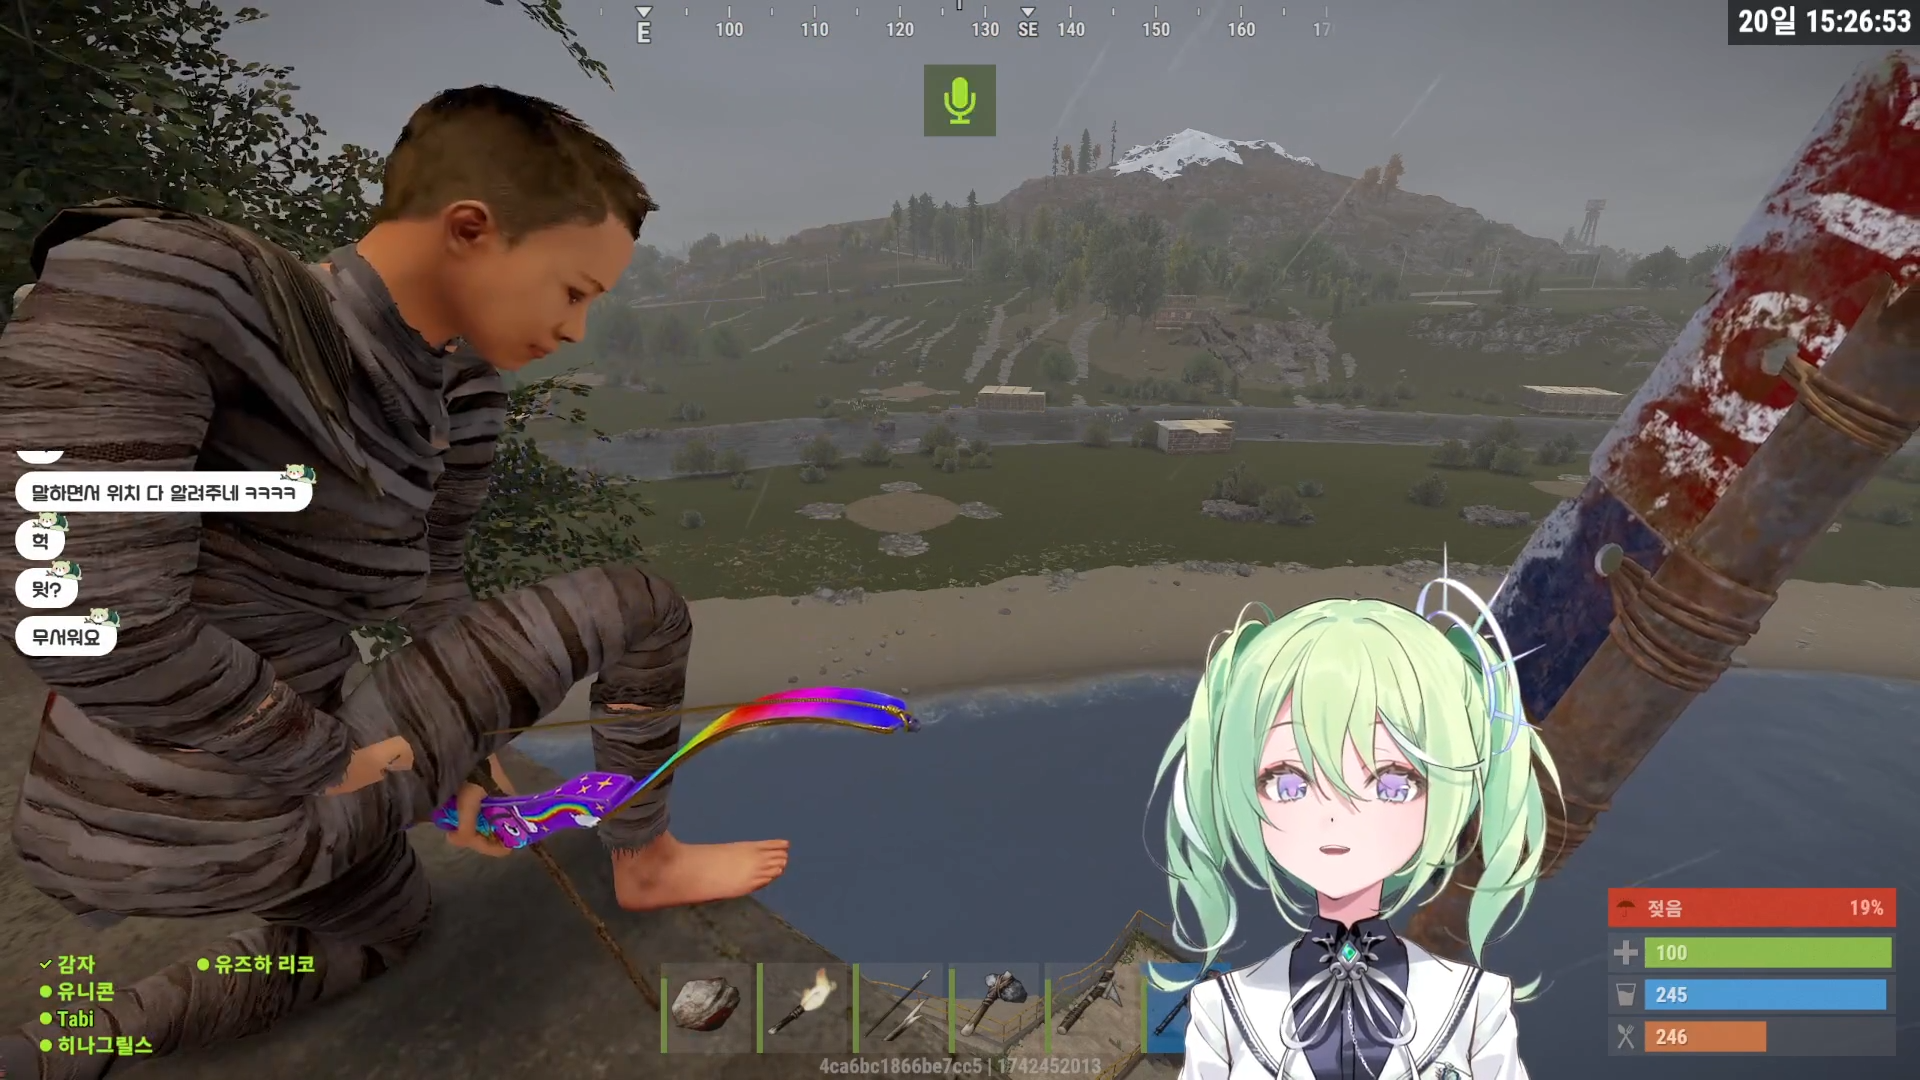 E 100 110 120 130 SE 140 150 160 17
20일 15:26:53
말하면서 위치 다 알려주네 ㅋㅋㅋㅋ
헉
뭣?
무서워요
감자
유즈하 리코
유니콘
Tabi
히나그릴스
젖음 19%
100
245
246
4ca6bc1866be7cc5 | 1742452013